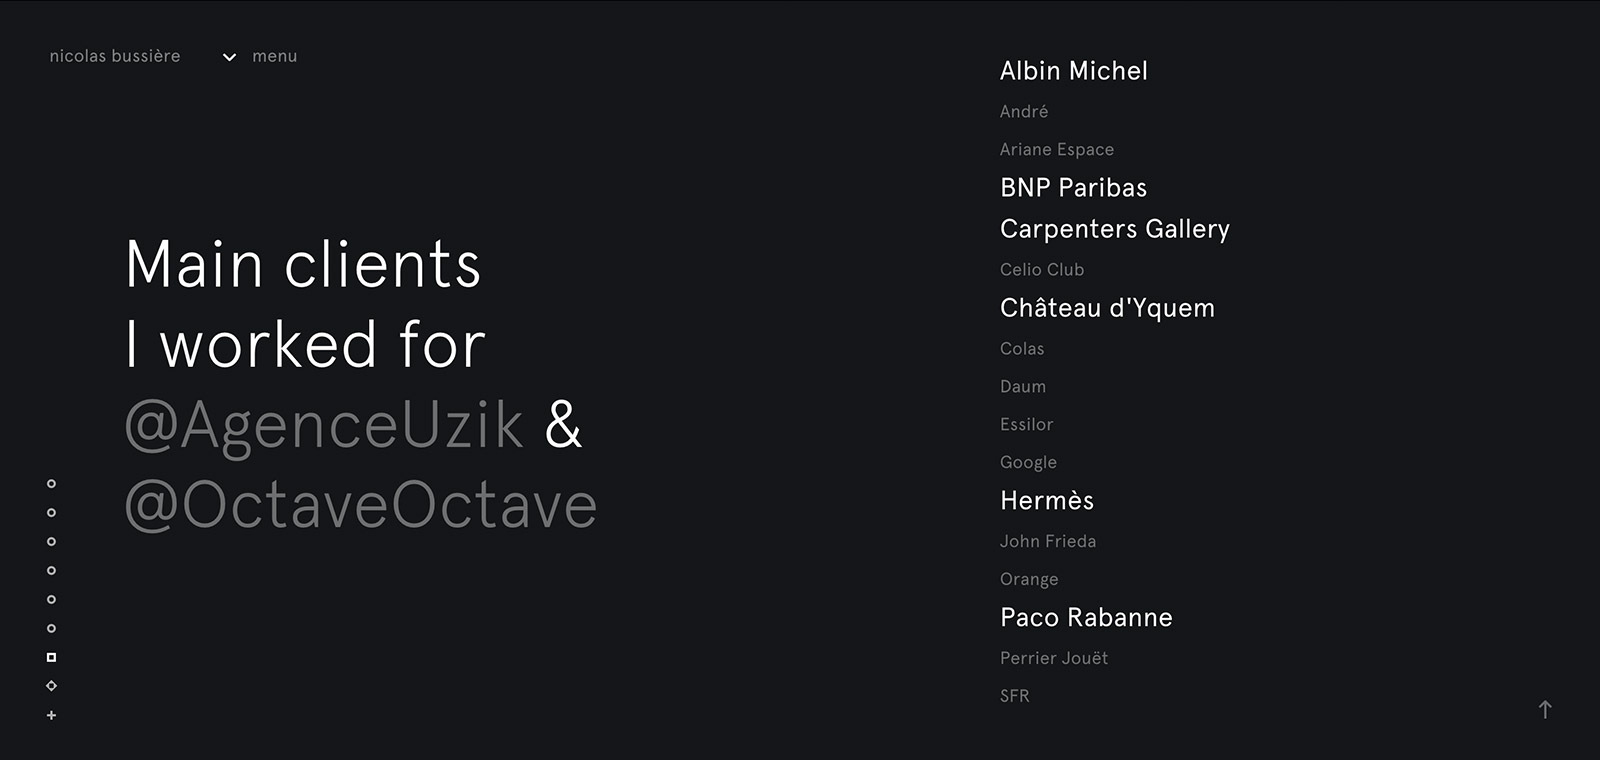 nicolas bussière
menu
Main clients
I worked for
@AgenceUzik &
@OctaveOctave
Albin Michel
André
Ariane Espace
BNP Paribas
Carpenters Gallery
Celio Club
Château d'Yquem
Colas
Daum
Essilor
Google
Hermès
John Frieda
Orange
Paco Rabanne
Perrier Jouët
SFR